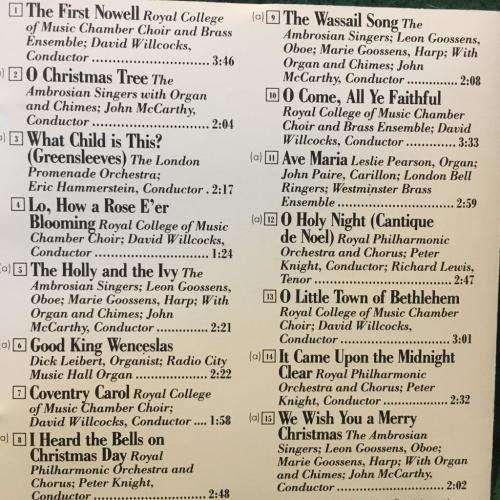 1 The First Nowell Royal College
of Music Chamber Choir and Brass
Ensemble; David Willcocks,
Conductor .............................. 3:46
2 O Christmas Tree The
Ambrosian Singers with Organ
and Chimes; John McCarthy,
Conductor .............................. 2:04
3 What Child is This?
(Greensleeves) The London
Promenade Orchestra;
Eric Hammerstein, Conductor . 2:17
4 Lo, How a Rose E'er
Blooming Royal College of Music
Chamber Choir; David Willcocks,
Conductor .............................. 1:24
(a) 5 The Holly and the Ivy The
Ambrosian Singers; Leon Goossens,
Oboe; Marie Goossens, Harp; With
Organ and Chimes; John
McCarthy, Conductor ............ 2:21
(a) 6 Good King Wenceslas
Dick Leibert, Organist; Radio City
Music Hall Organ ................. 2:22
7 Coventry Carol Royal College
of Music Chamber Choir;
David Willcocks, Conductor .... 1:58
(a) 8 I Heard the Bells on
Christmas Day Royal
Philharmonic Orchestra and
Chorus; Peter Knight,
Conductor .............................. 2:48
(a) 9 The Wassail Song The
Ambrosian Singers; Leon Goossens,
Oboe; Marie Goossens, Harp; With
Organ and Chimes; John
McCarthy, Conductor ............ 2:08
10 O Come, All Ye Faithful
Royal College of Music Chamber
Choir and Brass Ensemble; David
Willcocks, Conductor ............. 3:33
(a) 11 Ave Maria Leslie Pearson, Organ;
John Paire, Carillon; London Bell
Ringers; Westminster Brass
Ensemble .............................. 2:59
(a) 12 O Holy Night (Cantique
de Noel) Royal Philharmonic
Orchestra and Chorus; Peter
Knight, Conductor; Richard Lewis,
Tenor .............................. 2:47
13 O Little Town of Bethlehem
Royal College of Music Chamber
Choir; David Willcocks,
Conductor .............................. 3:01
(a) 14 It Came Upon the Midnight
Clear Royal Philharmonic
Orchestra and Chorus; Peter
Knight, Conductor ................ 2:32
(a) 15 We Wish You a Merry
Christmas The Ambrosian
Singers; Leon Goossens, Oboe;
Marie Goossens, Harp; With Organ
and Chimes; John McCarthy,
Conductor .............................. 2:02